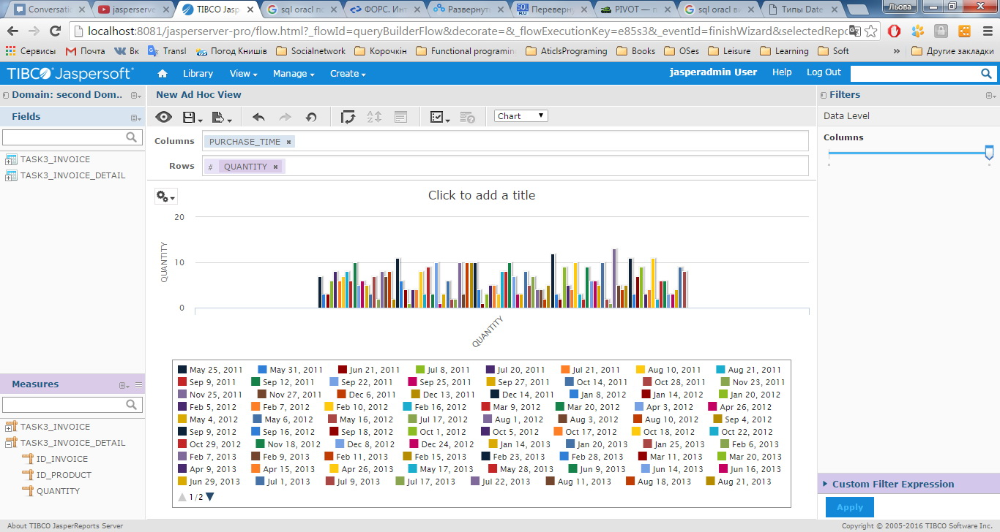 Conversati
jasperserve
TIBCO Jasp
sql oracl по
ФОРС. Инт
Развернут
Переверну
PIVOT — п
sql oracl вы
Типы Date
Льова
localhost:8081/jasperserver-pro/flow.html?_flowId=queryBuilderFlow&decorate=&_flowExecutionKey=e85s3&_eventId=finishWizard&selectedRepo
Сервисы
Почта
Vк
Transl
Погод Книшів
Socialnetwork
Корочкін
Functional programin
AticlsPrograming
Books
OSes
Leisure
Learning
Soft
»
Другие закладки
TIBCO Jaspersoft
Library
View
Manage
Create
jasperadmin User
Help
Log Out
Domain: second Dom..
New Ad Hoc View
Filters
Fields
Chart
Data Level
Columns PURCHASE_TIME
Columns
Rows # QUANTITY
TASK3_INVOICE
TASK3_INVOICE_DETAIL
Click to add a title
20
10
0
QUANTITY
QUANTITY
May 25, 2011 May 31, 2011 Jun 21, 2011 Jul 8, 2011 Jul 20, 2011 Jul 21, 2011 Aug 10, 2011 Aug 21, 2011
Sep 9, 2011 Sep 12, 2011 Sep 22, 2011 Sep 25, 2011 Sep 27, 2011 Oct 14, 2011 Oct 28, 2011 Nov 23, 2011
Nov 25, 2011 Nov 27, 2011 Dec 6, 2011 Dec 13, 2011 Dec 14, 2011 Jan 8, 2012 Jan 14, 2012 Jan 20, 2012
Feb 5, 2012 Feb 7, 2012 Feb 10, 2012 Feb 16, 2012 Mar 9, 2012 Mar 20, 2012 Apr 3, 2012 Apr 26, 2012
May 4, 2012 May 6, 2012 May 16, 2012 Jul 17, 2012 Aug 1, 2012 Aug 3, 2012 Aug 10, 2012 Sep 4, 2012
Sep 9, 2012 Sep 16, 2012 Sep 18, 2012 Oct 1, 2012 Oct 5, 2012 Oct 17, 2012 Oct 18, 2012 Oct 22, 2012
Oct 29, 2012 Nov 18, 2012 Dec 8, 2012 Dec 24, 2012 Jan 14, 2013 Jan 20, 2013 Jan 25, 2013 Feb 6, 2013
Feb 7, 2013 Feb 9, 2013 Feb 11, 2013 Feb 15, 2013 Feb 23, 2013 Feb 28, 2013 Mar 11, 2013 Mar 20, 2013
Apr 9, 2013 Apr 15, 2013 Apr 26, 2013 May 17, 2013 May 28, 2013 Jun 9, 2013 Jun 14, 2013 Jun 16, 2013
Jun 29, 2013 Jul 1, 2013 Jul 9, 2013 Jul 17, 2013 Jul 22, 2013 Aug 11, 2013 Aug 18, 2013 Aug 21, 2013
1/2
Measures
TASK3_INVOICE
TASK3_INVOICE_DETAIL
ID_INVOICE
ID_PRODUCT
QUANTITY
Custom Filter Expression
Apply
About TIBCO JasperReports Server
Copyright © 2005-2016 TIBCO Software Inc.